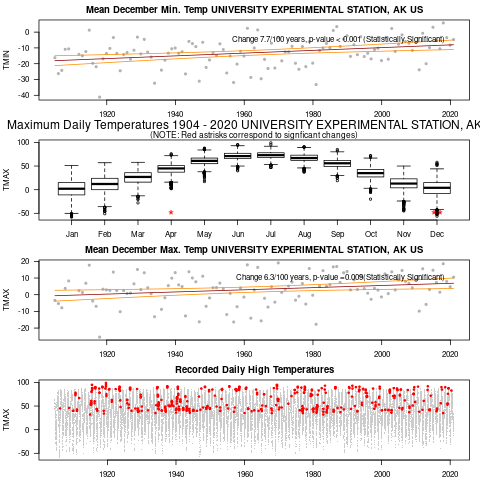 Mean December Min. Temp UNIVERSITY EXPERIMENTAL STATION, AK US
Change 7.7/100 years, p-value < 0.001 (Statistically Significant)
TMIN
0
-10
-20
-30
-40
1920
1940
1960
1980
2000
2020
Maximum Daily Temperatures 1904 - 2020 UNIVERSITY EXPERIMENTAL STATION, AK
(NOTE: Red astriks correspond to signficant changes)
TMAX
100
50
0
-50
Jan
Feb
Mar
Apr
May
Jun
Jul
Aug
Sep
Oct
Nov
Dec
Mean December Max. Temp UNIVERSITY EXPERIMENTAL STATION, AK US
Change 6.3/100 years, p-value = 0.009 (Statistically Significant)
TMAX
20
10
0
-10
-20
1920
1940
1960
1980
2000
2020
Recorded Daily High Temperatures
TMAX
100
50
0
-50
1920
1940
1960
1980
2000
2020